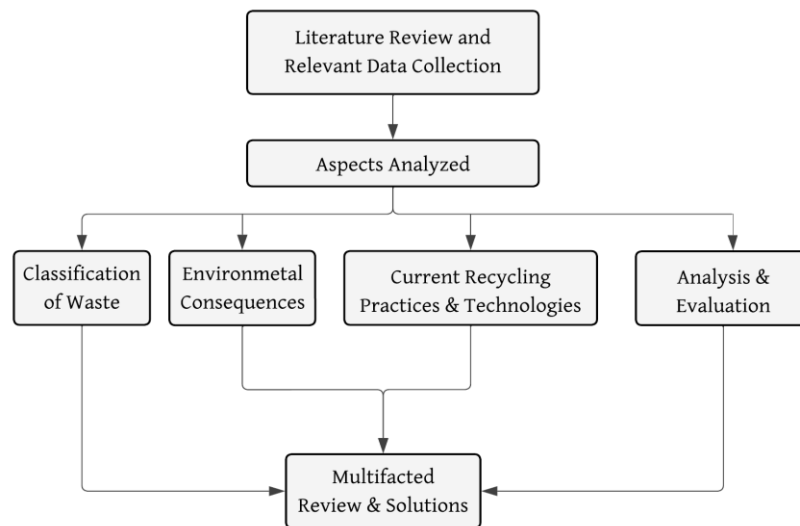 Literature Review and
Relevant Data Collection
Aspects Analyzed
Classification
of Waste
Environmetal
Consequences
Current Recycling
Practices & Technologies
Analysis &
Evaluation
Multifacted
Review & Solutions